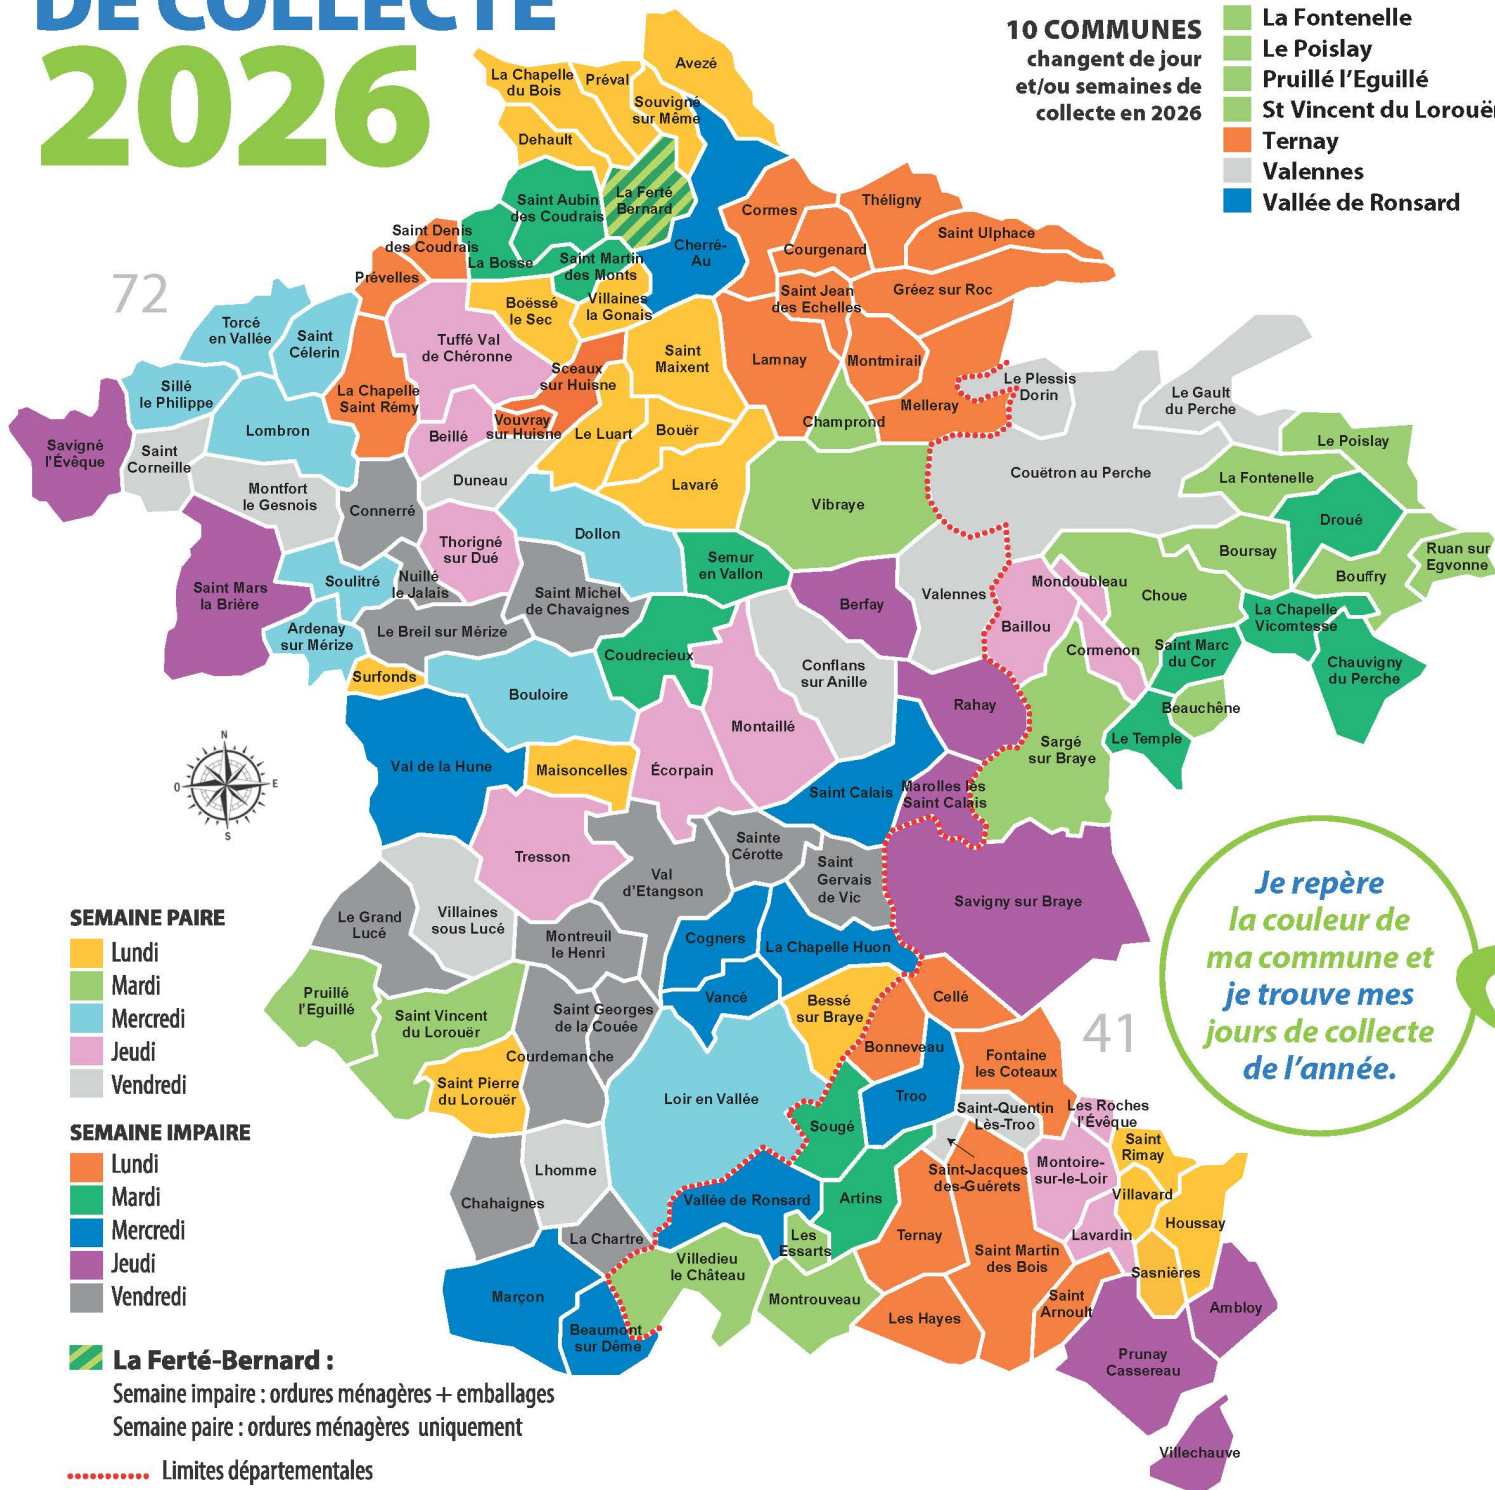 DE COLLECTE
2026
10 COMMUNES
changent de jour
et/ou semaines de
collecte en 2026
La Fontenelle
Le Poislay
Pruillé l'Eguillé
St Vincent du Lorouër
Ternay
Valennes
Vallée de Ronsard
72
La Chapelle
du Bois
Préval
Avezé
Souvigné
sur Même
Dehault
Saint Aubin
des Coudrais
La Ferté
Bernard
Cormes
Théligny
Saint Denis
des Coudrais
La Bosse
Saint Martin
des Monts
Cherré-
Au
Courgenard
Saint Ulphace
Prévelles
Boëssé
le Sec
Villaines
la Gonais
Saint Jean
des Echelles
Gréez sur Roc
Torcé
en Vallée
Saint
Célerin
Tuffé Val
de Chéronne
Saint
Maixent
Lamnay
Montmirail
Sceaux
sur Huisne
Sillé
le Philippe
La Chapelle
Saint Rémy
Melleray
Le Plessis
Dorin
Le Gault
du Perche
Savigné
l'Évêque
Saint
Corneille
Lombron
Beillé
Vouvray
sur Huisne
Le Luart
Bouër
Champrond
Le Poislay
Montfort
le Gesnois
Connerré
Duneau
Lavaré
Vibraye
Couëtron au Perche
La Fontenelle
Droué
Thorigné
sur Dué
Dollon
Semur
en Vallon
Boursay
Bouffry
Ruan sur
Egvonne
Saint Mars
la Brière
Soulitré
Nuillé
le Jalais
Saint Michel
de Chavaignes
Berfay
Valennes
Mondoubleau
Choue
La Chapelle
Vicomtesse
Ardenay
sur Mérize
Le Breil sur Mérize
Coudrecieux
Conflans
sur Anille
Baillou
Cormenon
Saint Marc
du Cor
Chauvigny
du Perche
Surfonds
Bouloire
Montaillé
Rahay
Beauchêne
Le Temple
Sargé
sur Braye
N
O
E
S
Val de la Hune
Maisoncelles
Écorpain
Saint Calais
Marolles lès
Saint Calais
Tresson
Sainte
Cérotte
Saint
Gervais
de Vic
Val
d'Etangson
Savigny sur Braye
Je repère
la couleur de
ma commune et
je trouve mes
jours de collecte
de l'année.
Le Grand
Lucé
Villaines
sous Lucé
Montreuil
le Henri
Cogners
La Chapelle Huon
Vancé
Bessé
sur Braye
Cellé
Pruillé
l'Eguillé
Saint Vincent
du Lorouër
Saint Georges
de la Couée
Courdemanche
Bonneveau
Fontaine
les Coteaux
41
Saint Pierre
du Lorouër
Loir en Vallée
Troo
Sougé
Saint-Quentin
Lès-Troo
Les Roches
l'Évêque
Saint
Rimay
Lhomme
Chahaignes
Vallée de Ronsard
Artins
Saint-Jacques
des-Guérets
Montoire-
sur-le-Loir
Villavard
Houssay
La Chartre
Les
Essarts
Ternay
Saint Martin
des Bois
Lavardin
Sasnières
Villedieu
le Château
Montrouveau
Marçon
Beaumont
sur Dême
Les Hayes
Saint
Arnoult
Ambloy
Prunay
Cassereau
Villechauve
SEMAINE PAIRE
Lundi
Mardi
Mercredi
Jeudi
Vendredi
SEMAINE IMPAIRE
Lundi
Mardi
Mercredi
Jeudi
Vendredi
La Ferté-Bernard :
Semaine impaire : ordures ménagères + emballages
Semaine paire : ordures ménagères uniquement
Limites départementales